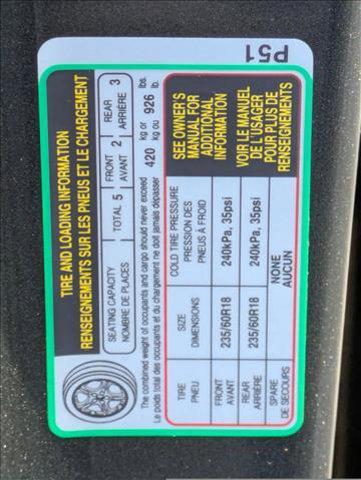 TIRE AND LOADING INFORMATION
RENSEIGNEMENTS SUR LES PNEUS ET LE CHARGEMENT
SEATING CAPACITY
NOMBRE DE PLACES
TOTAL 5
FRONT 2
AVANT
REAR 3
ARRIÈRE
The combined weight of occupants and cargo should never exceed
Le poids total des occupants et du chargement ne doit jamais dépasser
420 kg or 926 lbs.
kg ou lb.
TIRE SIZE COLD TIRE PRESSURE
PNEU DIMENSIONS PRESSION DES
PNEUS À FROID
FRONT 235/60R18 240kPa, 35psi
AVANT
REAR 235/60R18 240kPa, 35psi
ARRIÈRE
SPARE NONE
DE SECOURS AUCUN
SEE OWNER'S
MANUAL FOR
ADDITIONAL
INFORMATION
VOIR LE MANUEL
DE L'USAGER
POUR PLUS DE
RENSEIGNEMENTS
P51